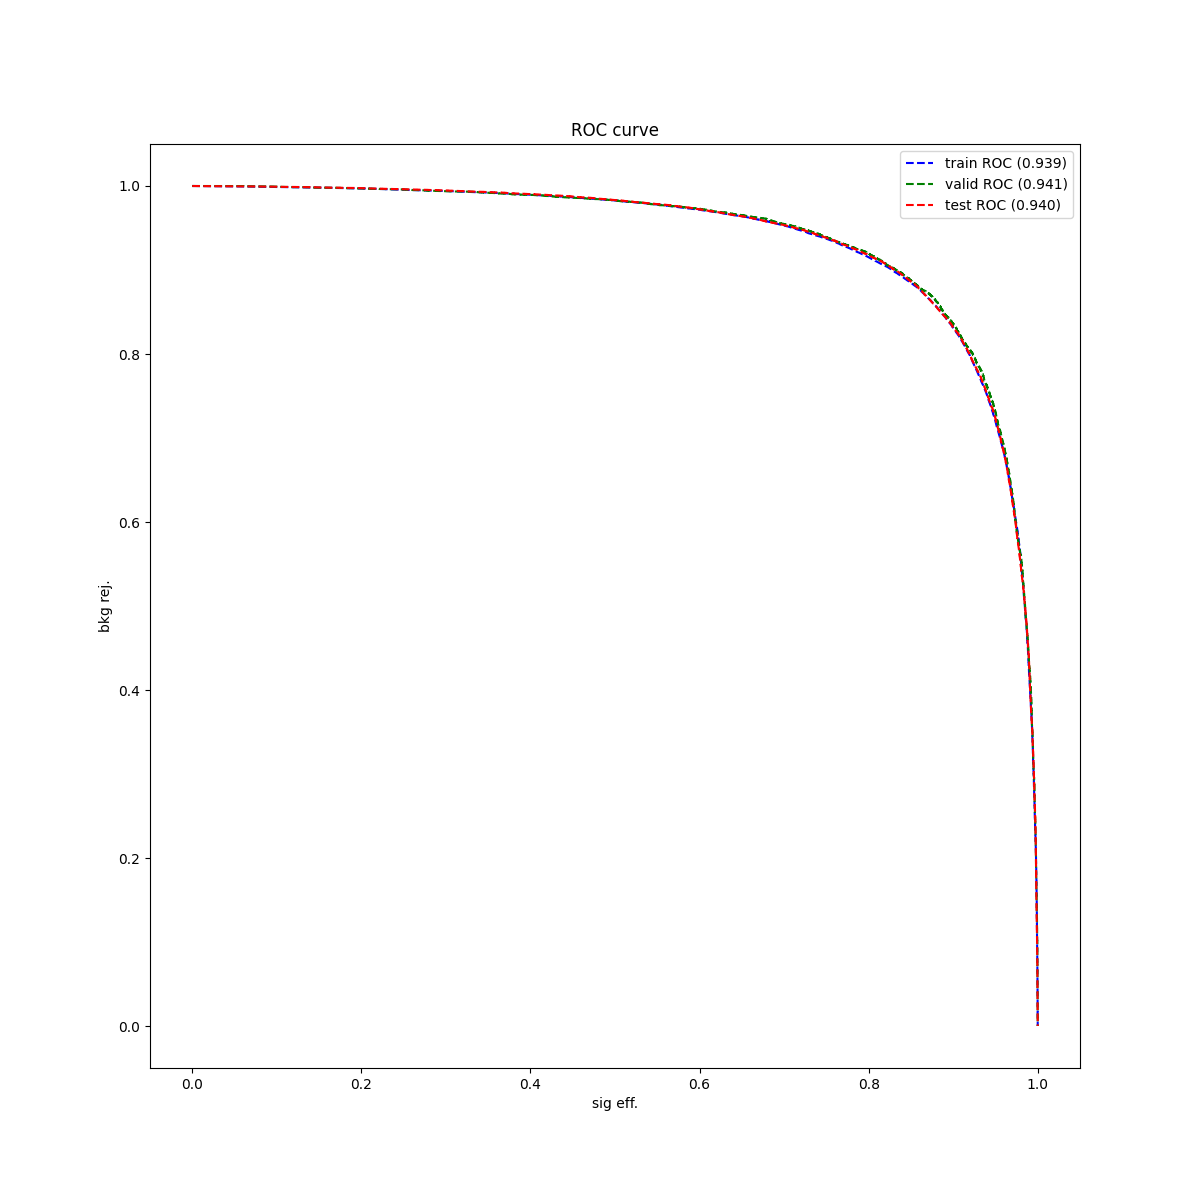 ROC curve
train ROC (0.939)
valid ROC (0.941)
test ROC (0.940)
1.0
0.8
0.6
0.4
0.2
0.0
bkg rej.
0.0 0.2 0.4 0.6 0.8 1.0
sig eff.